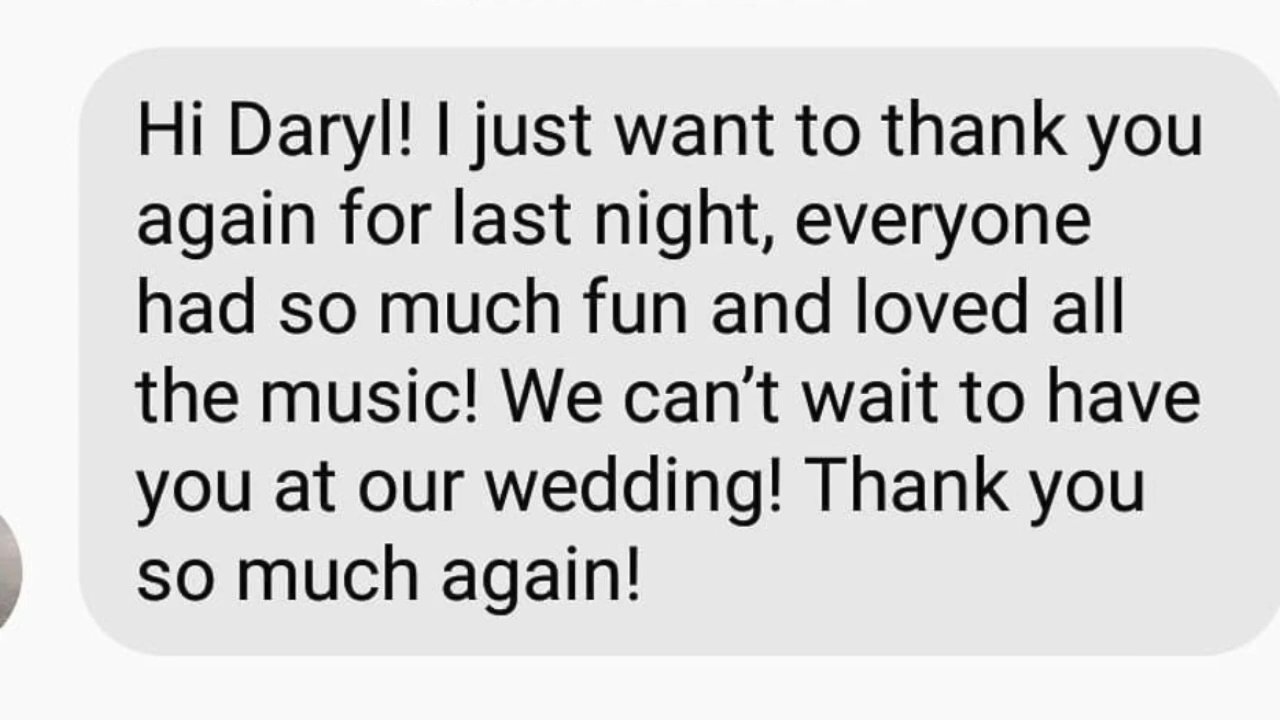 Hi Daryl! I just want to thank you
again for last night, everyone
had so much fun and loved all
the music! We can’t wait to have
you at our wedding! Thank you
so much again!